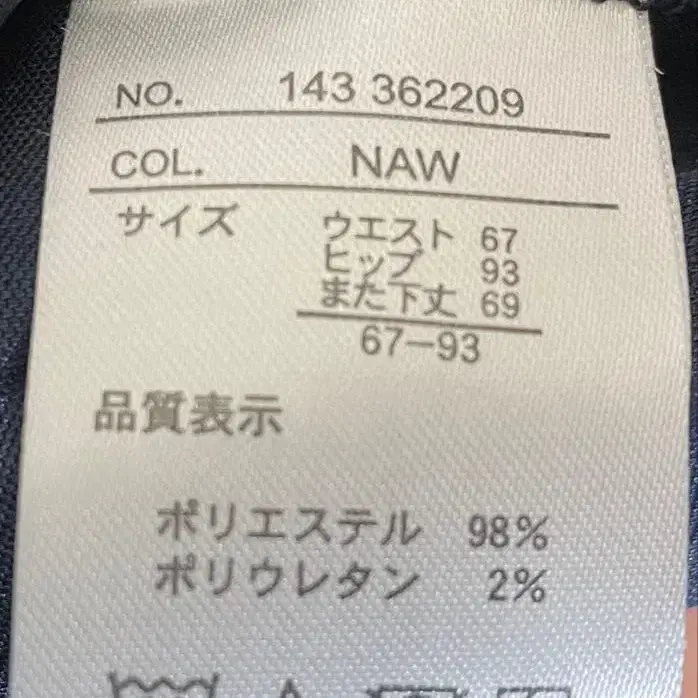 NO. 143 362209
COL. NAW
サイズ ウエスト 67
ヒップ 93
また下丈 69
67-93
品質表示
ポリエステル 98%
ポリウレタン 2%